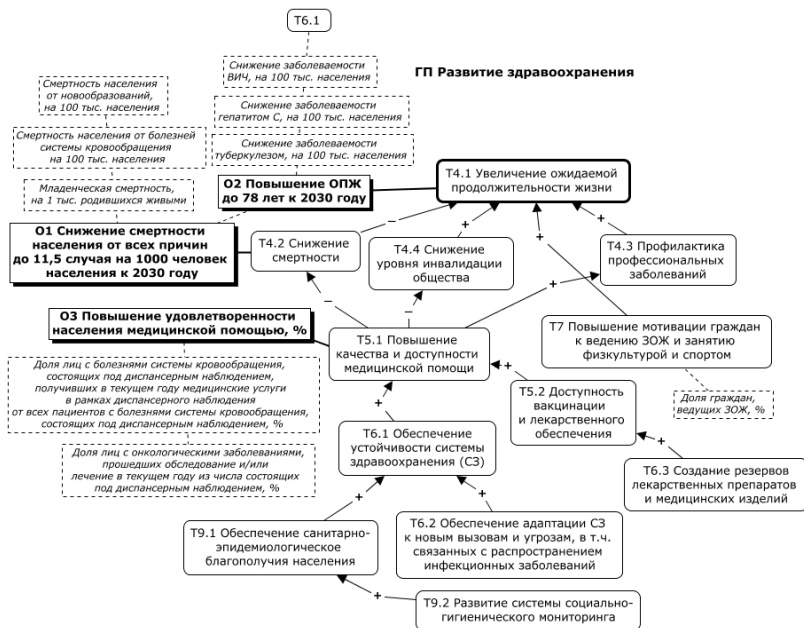 Т6.1
ГП Развитие здравоохранения
Снижение заболеваемости
ВИЧ, на 100 тыс. населения
Смертность населения
от новообразований,
на 100 тыс. населения
Снижение заболеваемости
гепатитом С, на 100 тыс. населения
Смертность населения от болезней
системы кровообращения
на 100 тыс. населения
Снижение заболеваемости
туберкулезом, на 100 тыс. населения
Т4.1 Увеличение ожидаемой
продолжительности жизни
О2 Повышение ОПЖ
до 78 лет к 2030 году
Младенческая смертность,
на 1 тыс. родившихся живыми
О1 Снижение смертности
населения от всех причин
до 11,5 случая на 1000 человек
населения к 2030 году
–
+
+
+
Т4.2 Снижение
смертности
Т4.4 Снижение
уровня инвалидации
общества
Т4.3 Профилактика
профессиональных
заболеваний
–
–
+
О3 Повышение удовлетворенности
населения медицинской помощью, %
Т5.1 Повышение
качества и доступности
медицинской помощи
Т7 Повышение мотивации граждан
к ведению ЗОЖ и занятию
физкультурой и спортом
Доля лиц с болезнями системы кровообращения,
состоящих под диспансерным наблюдением,
получивших в текущем году медицинские услуги
в рамках диспансерного наблюдения
от всех пациентов с болезнями системы кровообращения,
состоящих под диспансерным наблюдением, %
+
+
Т5.2 Доступность
вакцинации
и лекарственного
обеспечения
Доля граждан,
ведущих ЗОЖ, %
Доля лиц с онкологическими заболеваниями,
прошедших обследование и/или
лечение в текущем году из числа состоящих
под диспансерным наблюдением, %
Т6.1 Обеспечение
устойчивости системы
здравоохранения (СЗ)
+
Т6.3 Создание резервов
лекарственных препаратов
и медицинских изделий
+
+
Т9.1 Обеспечение санитарно-
эпидемиологическое
благополучия населения
Т6.2 Обеспечение адаптации СЗ
к новым вызовам и угрозам, в т.ч.
связанных с распространением
инфекционных заболеваний
+
Т9.2 Развитие системы социально-
гигиенического мониторинга